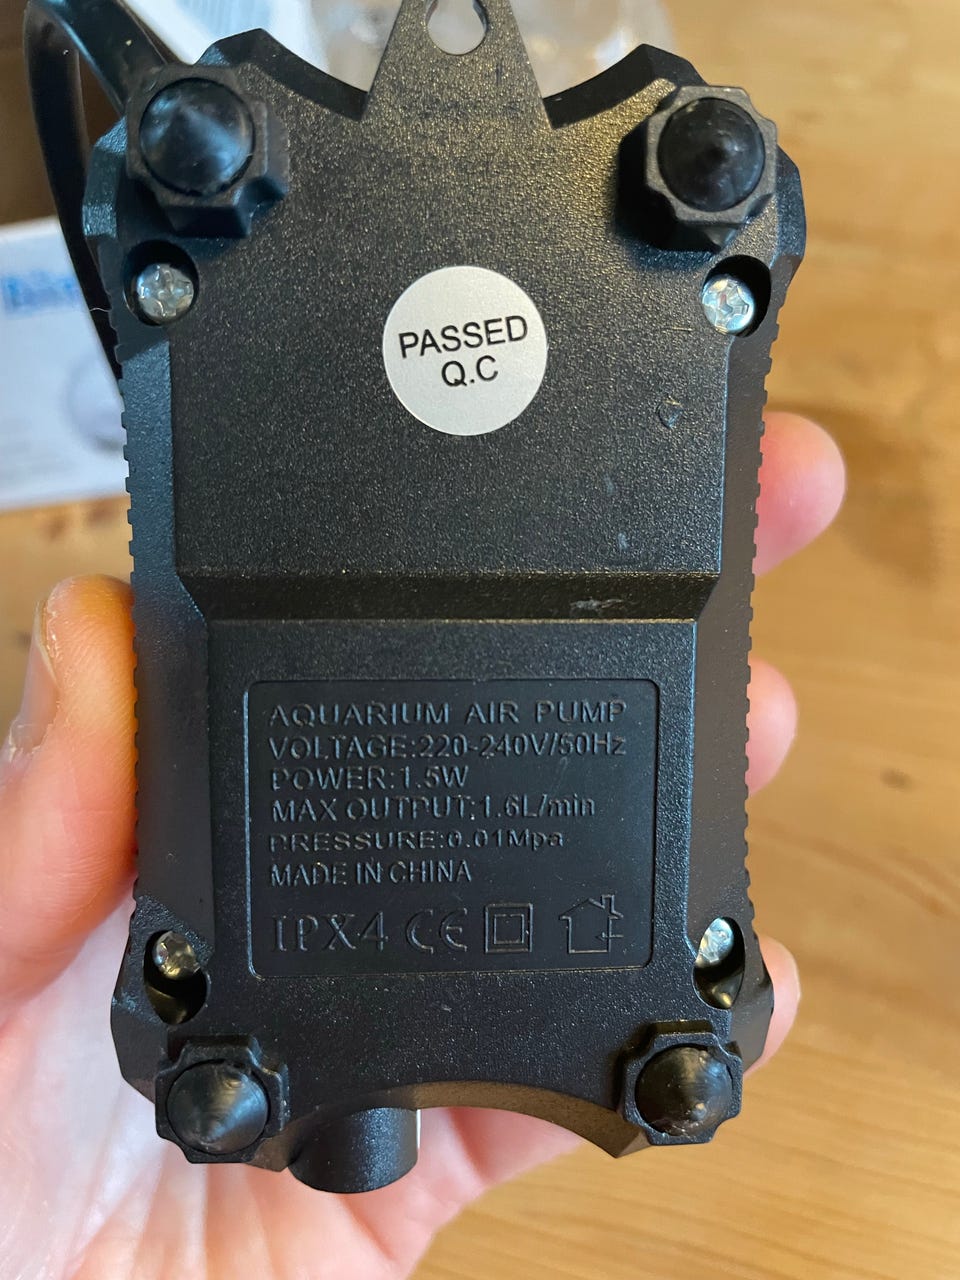 PASSED
Q.C
AQUARIUM AIR PUMP
VOLTAGE:220-240V/50Hz
POWER:1.5W
MAX OUTPUT:1.6L/min
PRESSURE:0.01Mpa
MADE IN CHINA
IPX4 CE